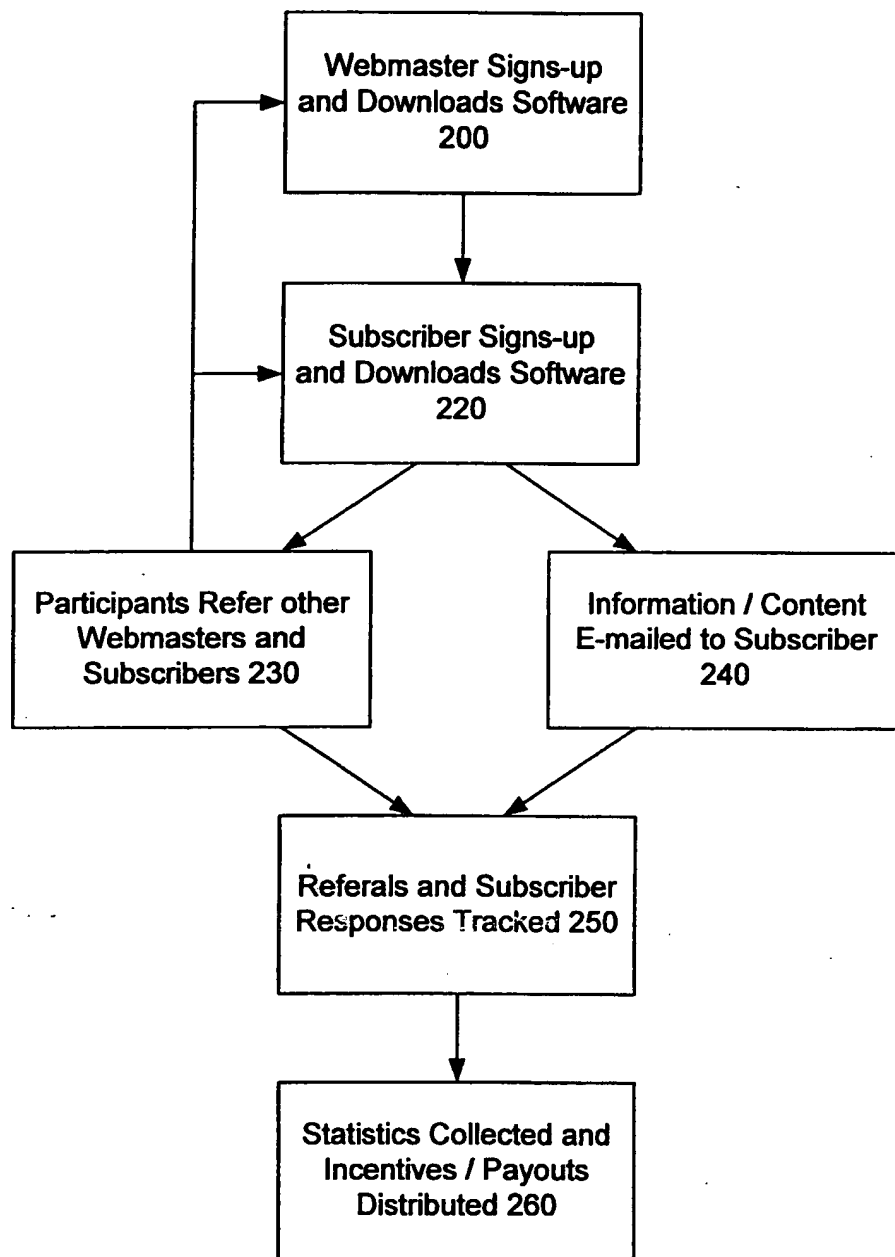 Webmaster Signs-up
and Downloads Software
200
Subscriber Signs-up
and Downloads Software
220
Participants Refer other
Webmasters and
Subscribers 230
Information / Content
E-mailed to Subscriber
240
Referals and Subscriber
Responses Tracked 250
Statistics Collected and
Incentives / Payouts
Distributed 260